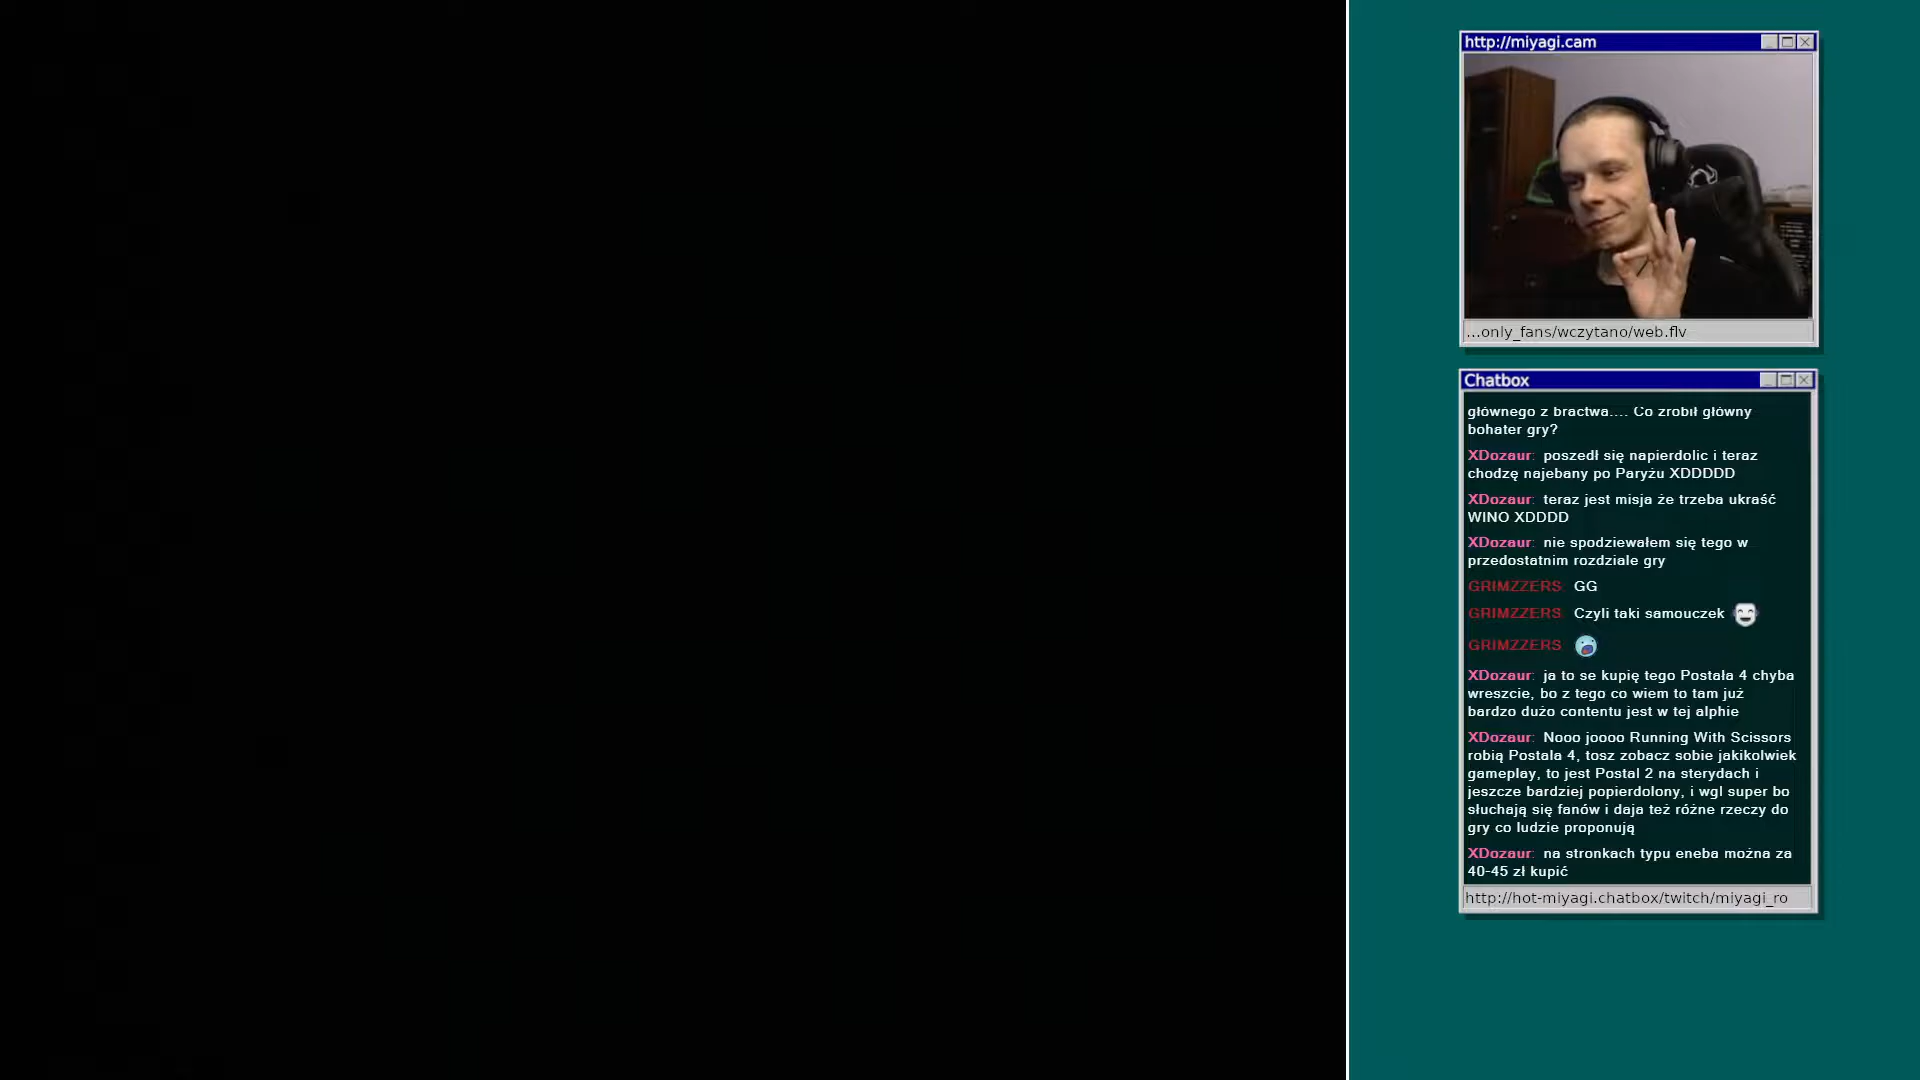 http://miyagi.cam
...only_fans/wczytano/web.flv
Chatbox
głównego z bractwa.... Co zrobił główny
bohater gry?
XDozaur: poszedł się napierdolic i teraz
chodzę najebany po Paryżu XDDDDD
XDozaur: teraz jest misja że trzeba ukraść
WINO XDDDD
XDozaur: nie spodziewałem się tego w
przedostatnim rozdziale gry
GRIMZZERS: GG
GRIMZZERS: Czyli taki samouczek
GRIMZZERS:
XDozaur: ja to se kupię tego Postala 4 chyba
wreszcie, bo z tego co wiem to tam już
bardzo dużo contentu jest w tej alphie
XDozaur: Nooo joooo Running With Scissors
robią Postala 4, tosz zobacz sobie jakikolwiek
gameplay, to jest Postal 2 na sterydach i
jeszcze bardziej popierdolony, i wgl super bo
słuchają się fanów i daja też różne rzeczy do
gry co ludzie proponują
XDozaur: na stronkach typu eneba można za
40-45 zł kupić
http://hot-miyagi.chatbox/twitch/miyagi_ro